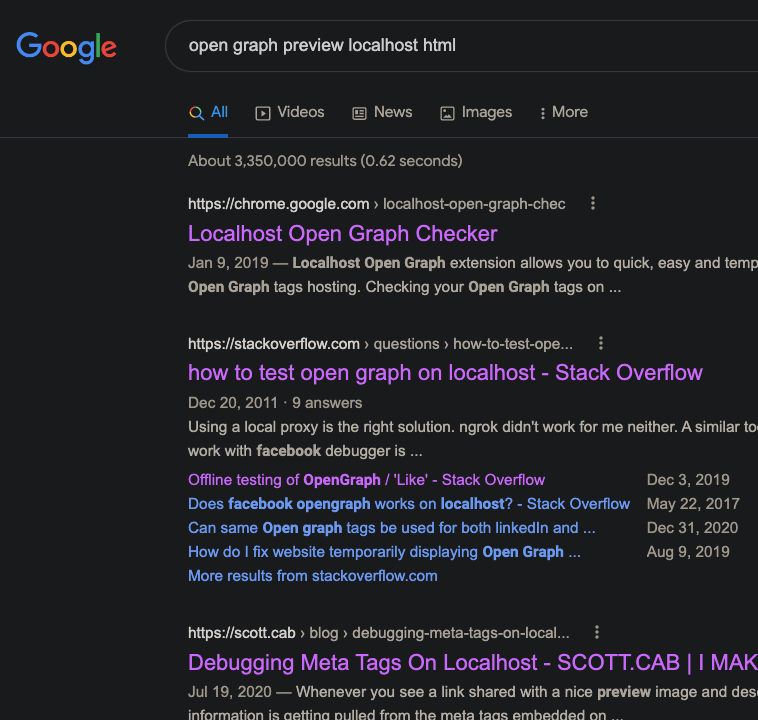 Google
open graph preview localhost html
All Videos News Images More
About 3,350,000 results (0.62 seconds)
https://chrome.google.com › localhost-open-graph-chec
Localhost Open Graph Checker
Jan 9, 2019 — Localhost Open Graph extension allows you to quick, easy and temp
Open Graph tags hosting. Checking your Open Graph tags on ...
https://stackoverflow.com › questions › how-to-test-ope...
how to test open graph on localhost - Stack Overflow
Dec 20, 2011 · 9 answers
Using a local proxy is the right solution. ngrok didn't work for me neither. A similar to
work with facebook debugger is ...
Offline testing of OpenGraph / 'Like' - Stack Overflow Dec 3, 2019
Does facebook opengraph works on localhost? - Stack Overflow May 22, 2017
Can same Open graph tags be used for both linkedIn and ... Dec 31, 2020
How do I fix website temporarily displaying Open Graph ... Aug 9, 2019
More results from stackoverflow.com
https://scott.cab › blog › debugging-meta-tags-on-local...
Debugging Meta Tags On Localhost - SCOTT.CAB | I MAK
Jul 19, 2020 — Whenever you see a link shared with a nice preview image and des
information is getting pulled from the meta tags embedded on ...